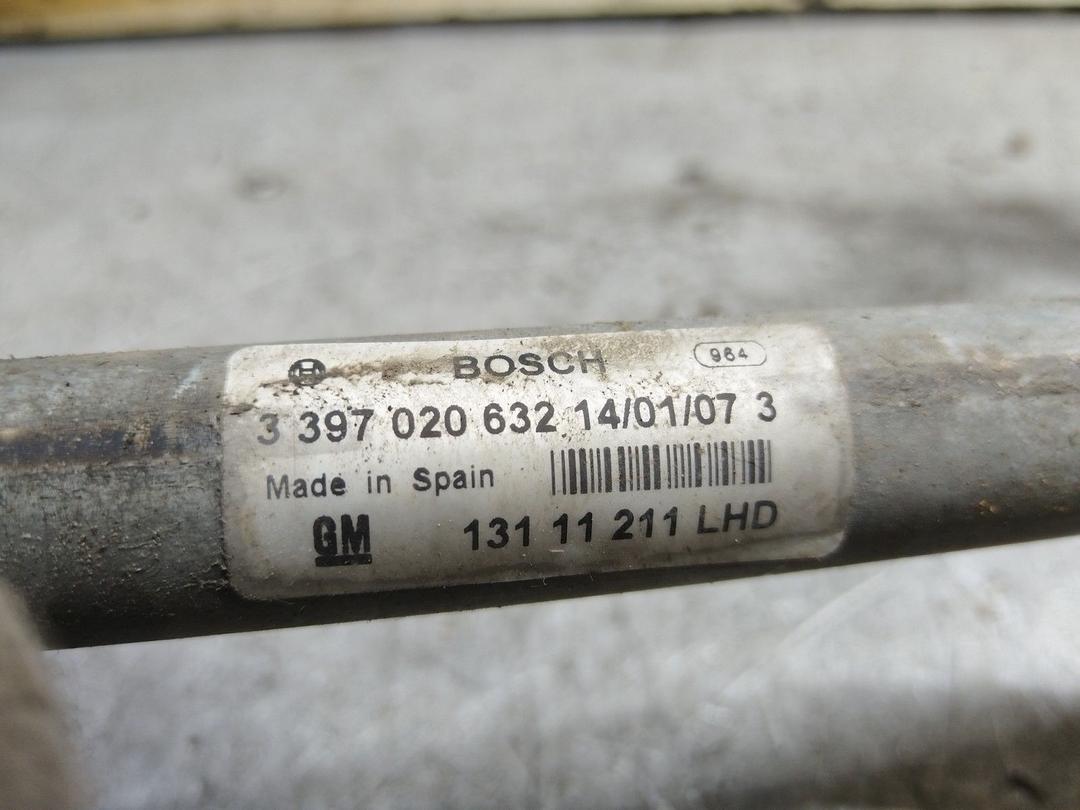 BOSCH 964
3 397 020 632 14/01/07 3
Made in Spain
GM 131 11 211 LHD